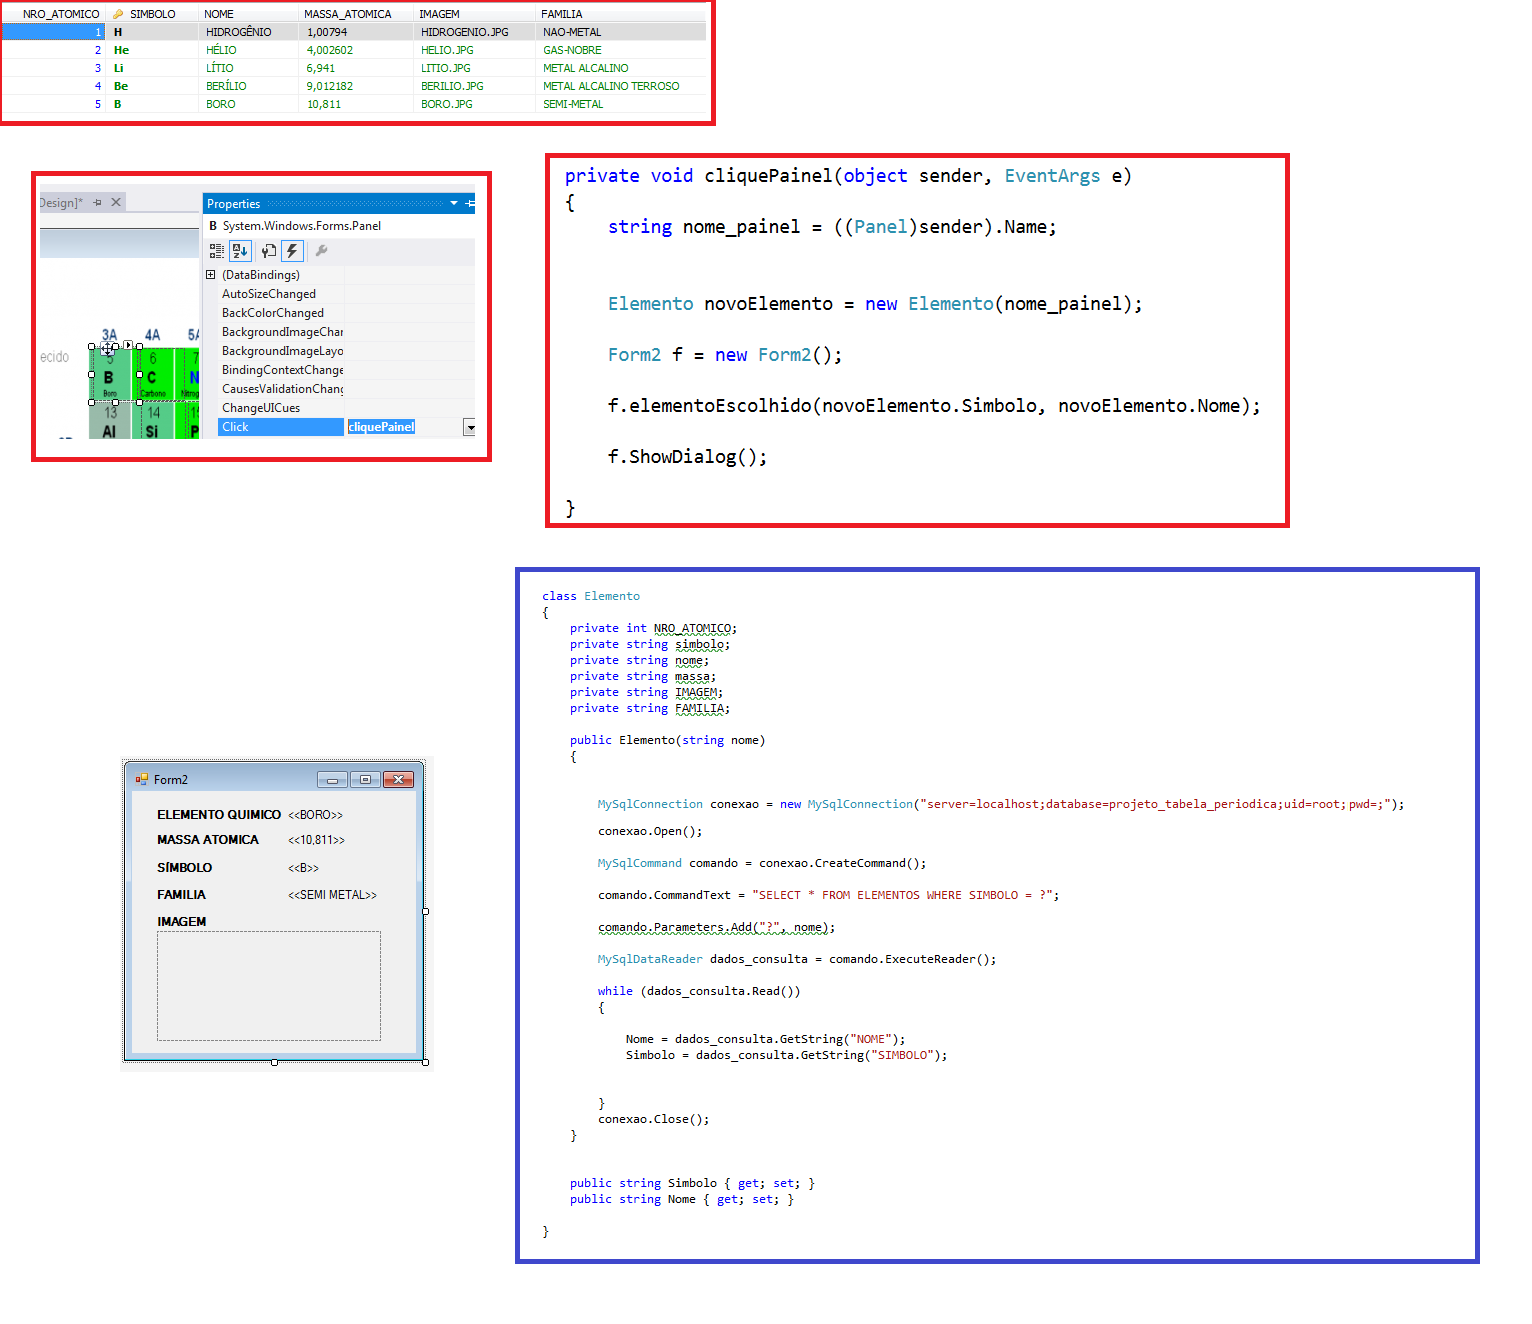 NRO_ATOMICO SIMBOLO NOME MASSA_ATOMICA IMAGEM FAMILIA
1 H HIDROGÊNIO 1,00794 HIDROGENIO.JPG NAO-METAL
2 He HÉLIO 4,002602 HELIO.JPG GAS-NOBRE
3 Li LÍTIO 6,941 LITIO.JPG METAL ALCALINO
4 Be BERÍLIO 9,012182 BERILIO.JPG METAL ALCALINO TERROSO
5 B BORO 10,811 BORO.JPG SEMI-METAL
Design]*
3A 4A 5A
ecido
5 6 7
B C N
Boro Carbono Nitrog
13 14 15
Al Si P
Properties
B System.Windows.Forms.Panel
(DataBindings)
AutoSizeChanged
BackColorChanged
BackgroundImageChar
BackgroundImageLayo
BindingContextChange
CausesValidationChang
ChangeUICues
Click cliquePainel
private void cliquePainel(object sender, EventArgs e)
{
string nome_painel = ((Panel)sender).Name;
Elemento novoElemento = new Elemento(nome_painel);
Form2 f = new Form2();
f.elementoEscolhido(novoElemento.Simbolo, novoElemento.Nome);
f.ShowDialog();
}
Form2
ELEMENTO QUIMICO <<BORO>>
MASSA ATOMICA <<10,811>>
SÍMBOLO <<B>>
FAMILIA <<SEMI METAL>>
IMAGEM
class Elemento
{
private int NRO_ATOMICO;
private string simbolo;
private string nome;
private string massa;
private string IMAGEM;
private string FAMILIA;
public Elemento(string nome)
{
MySqlConnection conexao = new MySqlConnection("server=localhost;database=projeto_tabela_periodica;uid=root;pwd=;");
conexao.Open();
MySqlCommand comando = conexao.CreateCommand();
comando.CommandText = "SELECT * FROM ELEMENTOS WHERE SIMBOLO = ?";
comando.Parameters.Add("?", nome);
MySqlDataReader dados_consulta = comando.ExecuteReader();
while (dados_consulta.Read())
{
Nome = dados_consulta.GetString("NOME");
Simbolo = dados_consulta.GetString("SIMBOLO");
}
conexao.Close();
}
public string Simbolo { get; set; }
public string Nome { get; set; }
}